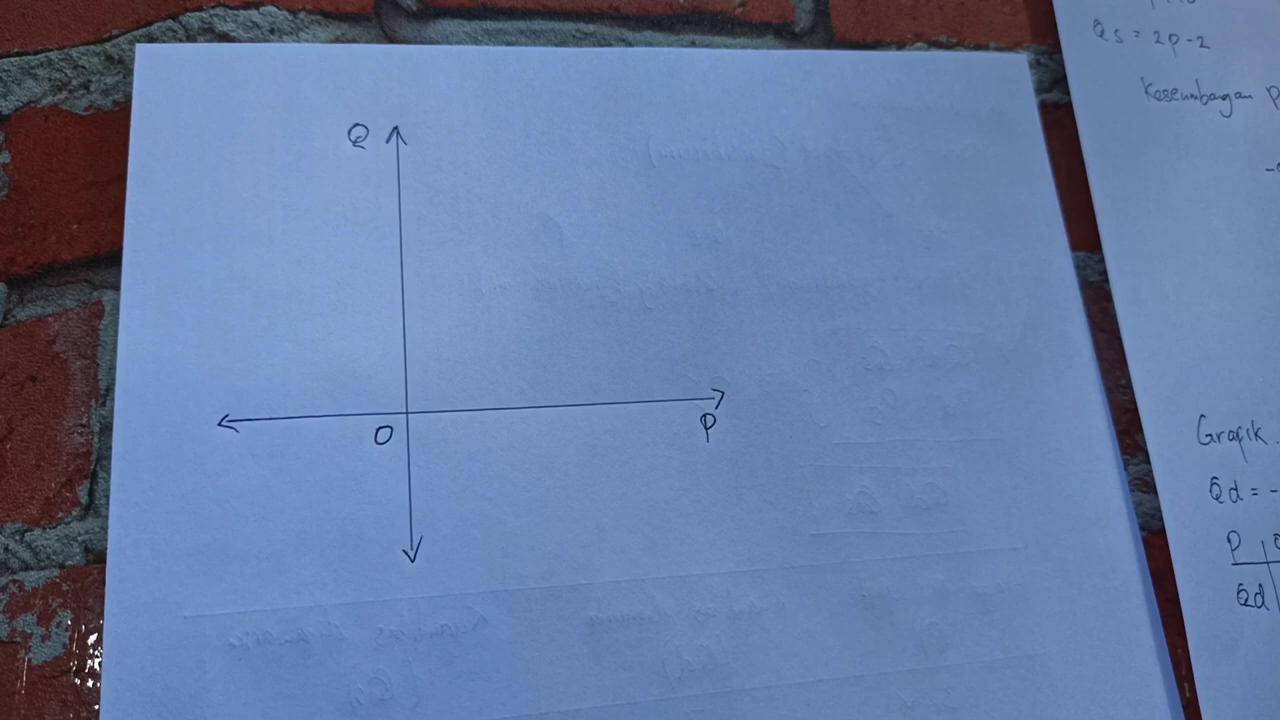 Q
O
P
Qs = 2p - 2
Keseimbangan P
Grafik.
Qd = -
P
Qd